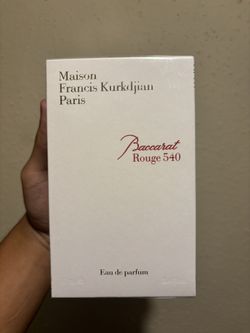 Maison
Francis Kurkdjian
Paris
Baccarat
Rouge 540
Eau de parfum